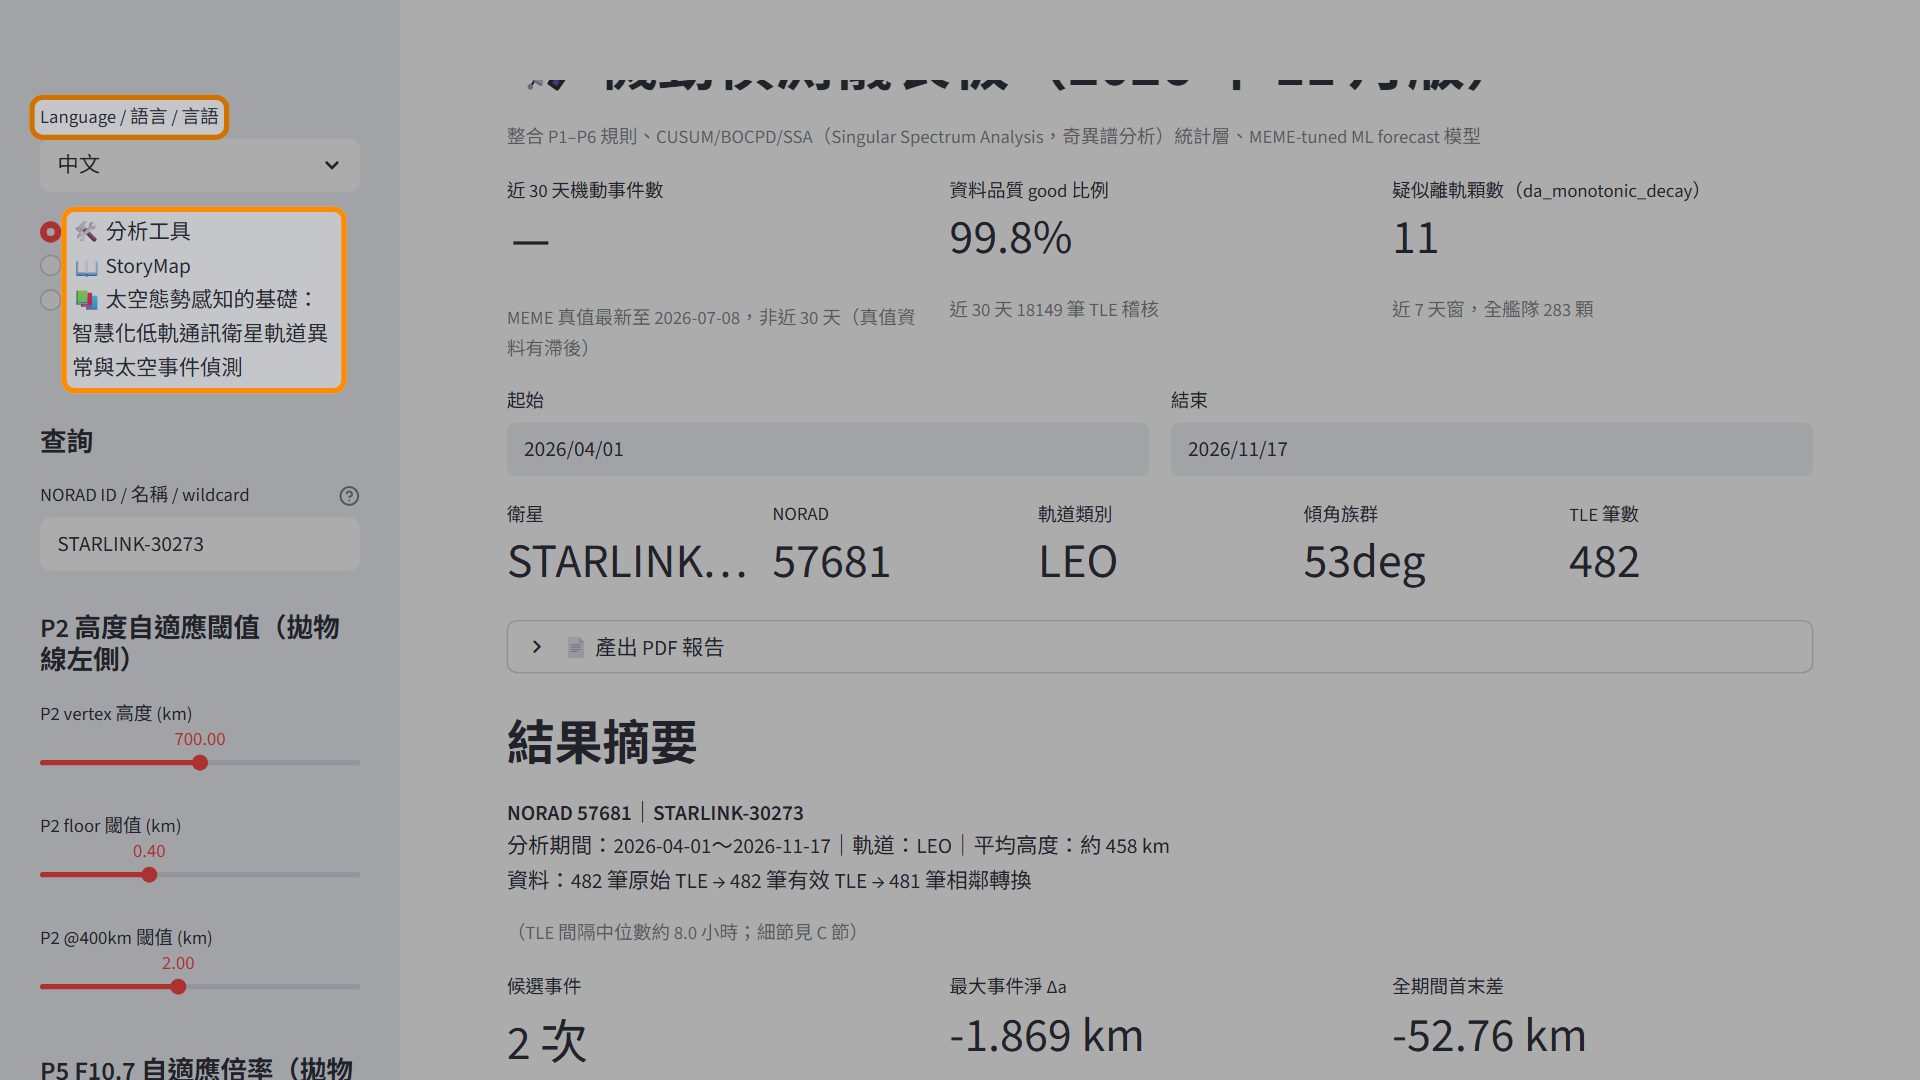 Language / 語言 / 言語
中文
分析工具
StoryMap
太空態勢感知的基礎：
智慧化低軌通訊衛星軌道異
常與太空事件偵測
查詢
NORAD ID / 名稱 / wildcard
STARLINK-30273
P2 高度自適應閾值（拋物
線左側）
P2 vertex 高度 (km)
700.00
P2 floor 閾值 (km)
0.40
P2 @400km 閾值 (km)
2.00
P5 F10.7 自適應倍率（拋物
整合 P1–P6 規則、CUSUM/BOCPD/SSA（Singular Spectrum Analysis，奇異譜分析）統計層、MEME-tuned ML forecast 模型
近 30 天機動事件數
—
MEME 真值最新至 2026-07-08，非近 30 天（真值資
料有滯後）
資料品質 good 比例
99.8%
近 30 天 18149 筆 TLE 稽核
疑似離軌顆數（da_monotonic_decay）
11
近 7 天窗，全艦隊 283 顆
起始
2026/04/01
結束
2026/11/17
衛星
STARLINK…
NORAD
57681
軌道類別
LEO
傾角族群
53deg
TLE 筆數
482
產出 PDF 報告
結果摘要
NORAD 57681｜STARLINK-30273
分析期間：2026-04-01～2026-11-17｜軌道：LEO｜平均高度：約 458 km
資料：482 筆原始 TLE → 482 筆有效 TLE → 481 筆相鄰轉換
（TLE 間隔中位數約 8.0 小時；細節見 C 節）
候選事件
2 次
最大事件淨 Δa
-1.869 km
全期間首末差
-52.76 km